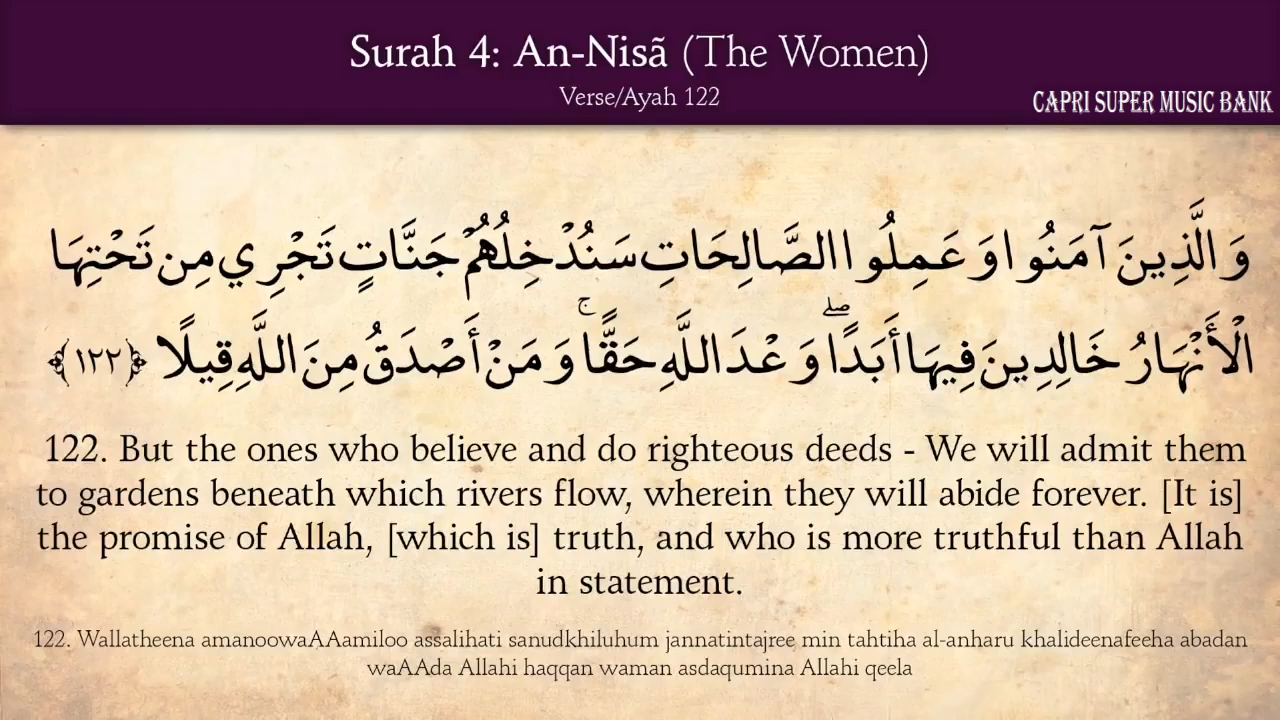 Surah 4: An-Nisã (The Women)
Verse/Ayah 122
CAPRI SUPER MUSIC BANK
وَالَّذِينَ آمَنُوا وَعَمِلُوا الصَّالِحَاتِ سَنُدْخِلُهُمْ جَنَّاتٍ تَجْرِي مِن تَحْتِهَا
الْأَنْهَارُ خَالِدِينَ فِيهَا أَبَدًا ۖ وَعْدَ اللَّهِ حَقًّا ۚ وَمَنْ أَصْدَقُ مِنَ اللَّهِ قِيلًا ﴿١٢٢﴾
122. But the ones who believe and do righteous deeds - We will admit them
to gardens beneath which rivers flow, wherein they will abide forever. [It is]
the promise of Allah, [which is] truth, and who is more truthful than Allah
in statement.
122. Wallatheena amanoowaAAamiloo assalihati sanudkhiluhum jannatintajree min tahtiha al-anharu khalideenafeeha abadan
waAAda Allahi haqqan waman asdaqumina Allahi qeela